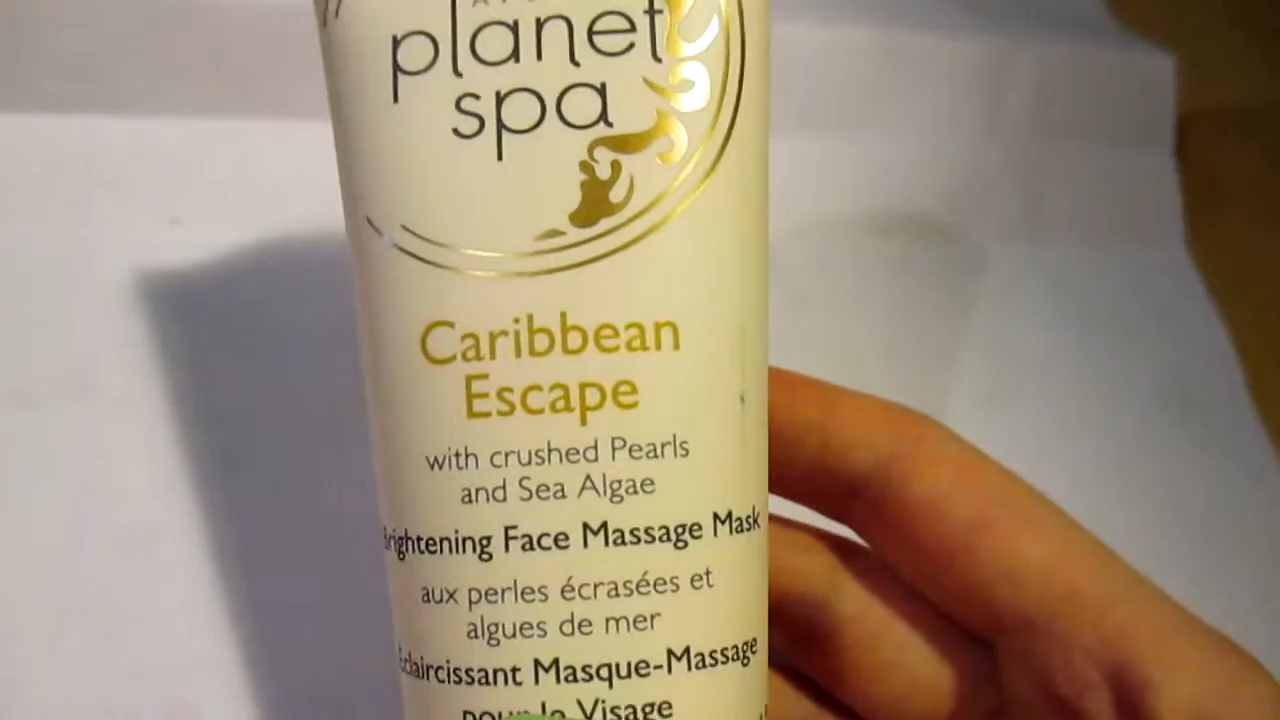 planet
spa
Caribbean
Escape
with crushed Pearls
and Sea Algae
Brightening Face Massage Mask
aux perles écrasées et
algues de mer
Éclaircissant Masque-Massage
pour le Visage